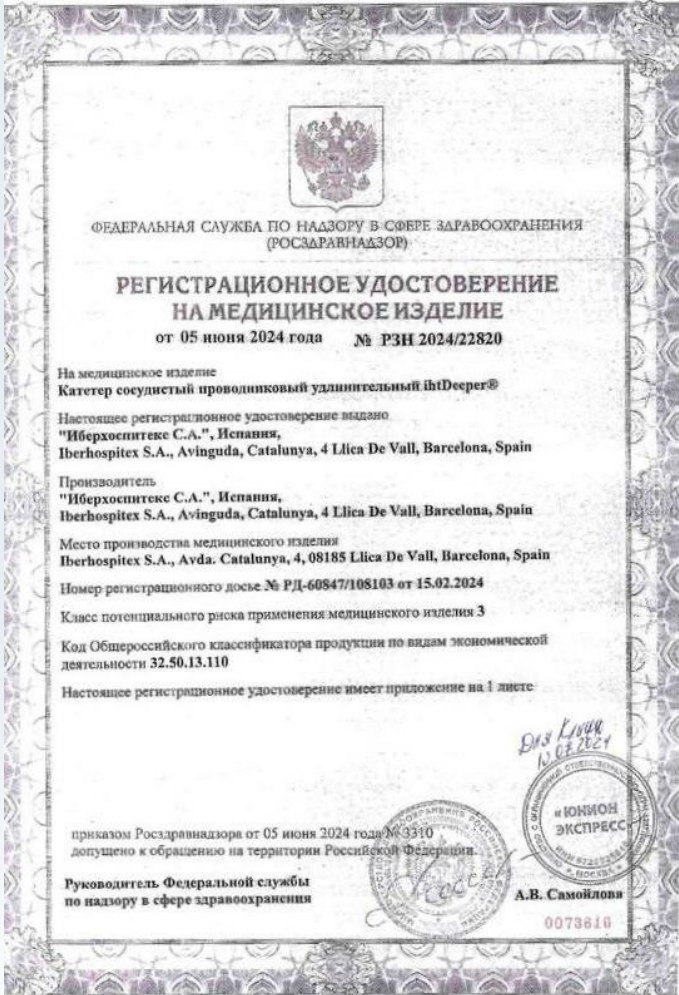 ФЕДЕРАЛЬНАЯ СЛУЖБА ПО НАДЗОРУ В СФЕРЕ ЗДРАВООХРАНЕНИЯ
(РОСЗДРАВНАДЗОР)
РЕГИСТРАЦИОННОЕ УДОСТОВЕРЕНИЕ
НА МЕДИЦИНСКОЕ ИЗДЕЛИЕ
от 05 июня 2024 года № РЗН 2024/22820
На медицинское изделие
Катетер сосудистый проводниковый удлинительный ihtDeeper®
Настоящее регистрационное удостоверение выдано
"Иберхоспитекс С.А.", Испания,
Iberhospitex S.A., Avinguda, Catalunya, 4 Llica De Vall, Barcelona, Spain
Производитель
"Иберхоспитекс С.А.", Испания,
Iberhospitex S.A., Avinguda, Catalunya, 4 Llica De Vall, Barcelona, Spain
Место производства медицинского изделия
Iberhospitex S.A., Avda. Catalunya, 4, 08185 Llica De Vall, Barcelona, Spain
Номер регистрационного досье № РД-60847/108103 от 15.02.2024
Класс потенциального риска применения медицинского изделия 3
Код Общероссийского классификатора продукции по видам экономической
деятельности 32.50.13.110
Настоящее регистрационное удостоверение имеет приложение на 1 листе
Для
«ЮНИОН
ЭКСПРЕСС»
приказом Росздравнадзора от 05 июня 2024 года № 3310
допущено к обращению на территории Российской Федерации.
Руководитель Федеральной службы
по надзору в сфере здравоохранения
А.В. Самойлова
0073616